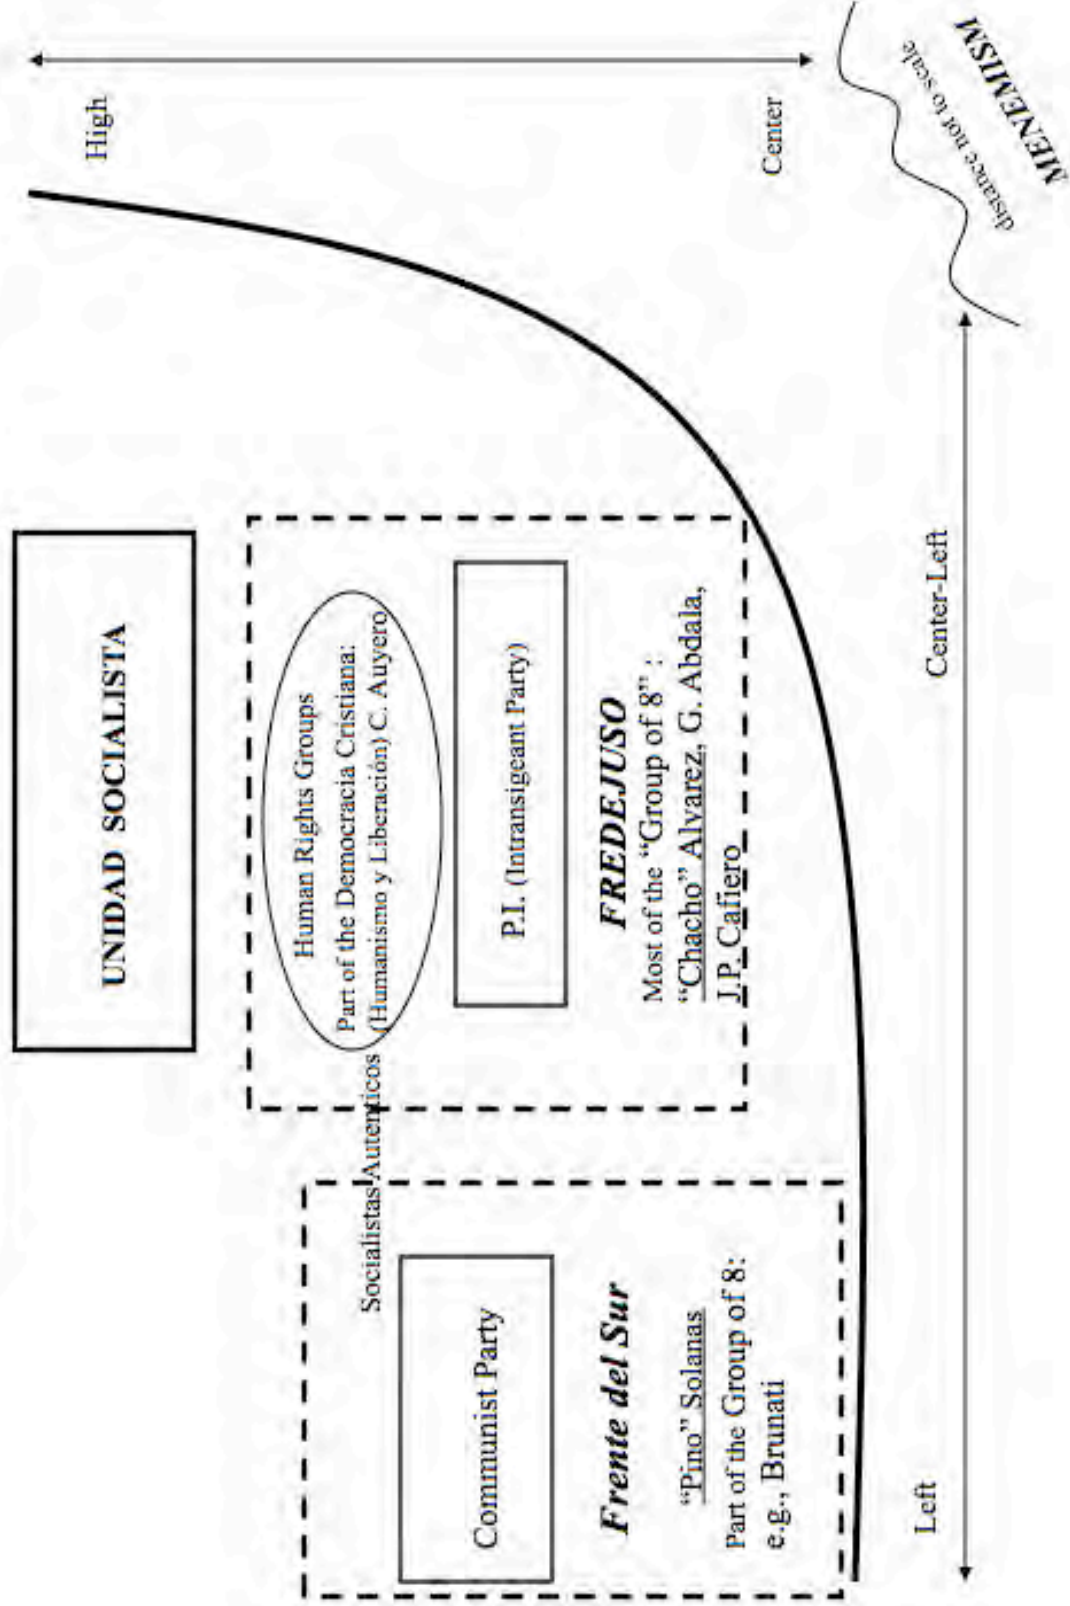 High
UNIDAD SOCIALISTA
Human Rights Groups
Part of the Democracia Cristiana:
(Humanismo y Liberación) C. Auyero
Socialistas Autenticos
Communist Party
P.I. (Intransigeant Party)
Frente del Sur
FREDEJUSO
"Pino" Solanas
Part of the Group of 8:
e.g., Brunati
Most of the "Group of 8" :
"Chacho" Alvarez, G. Abdala,
J.P. Cafiero
Center
Left
Center-Left
distance not to scale
MENEMISM